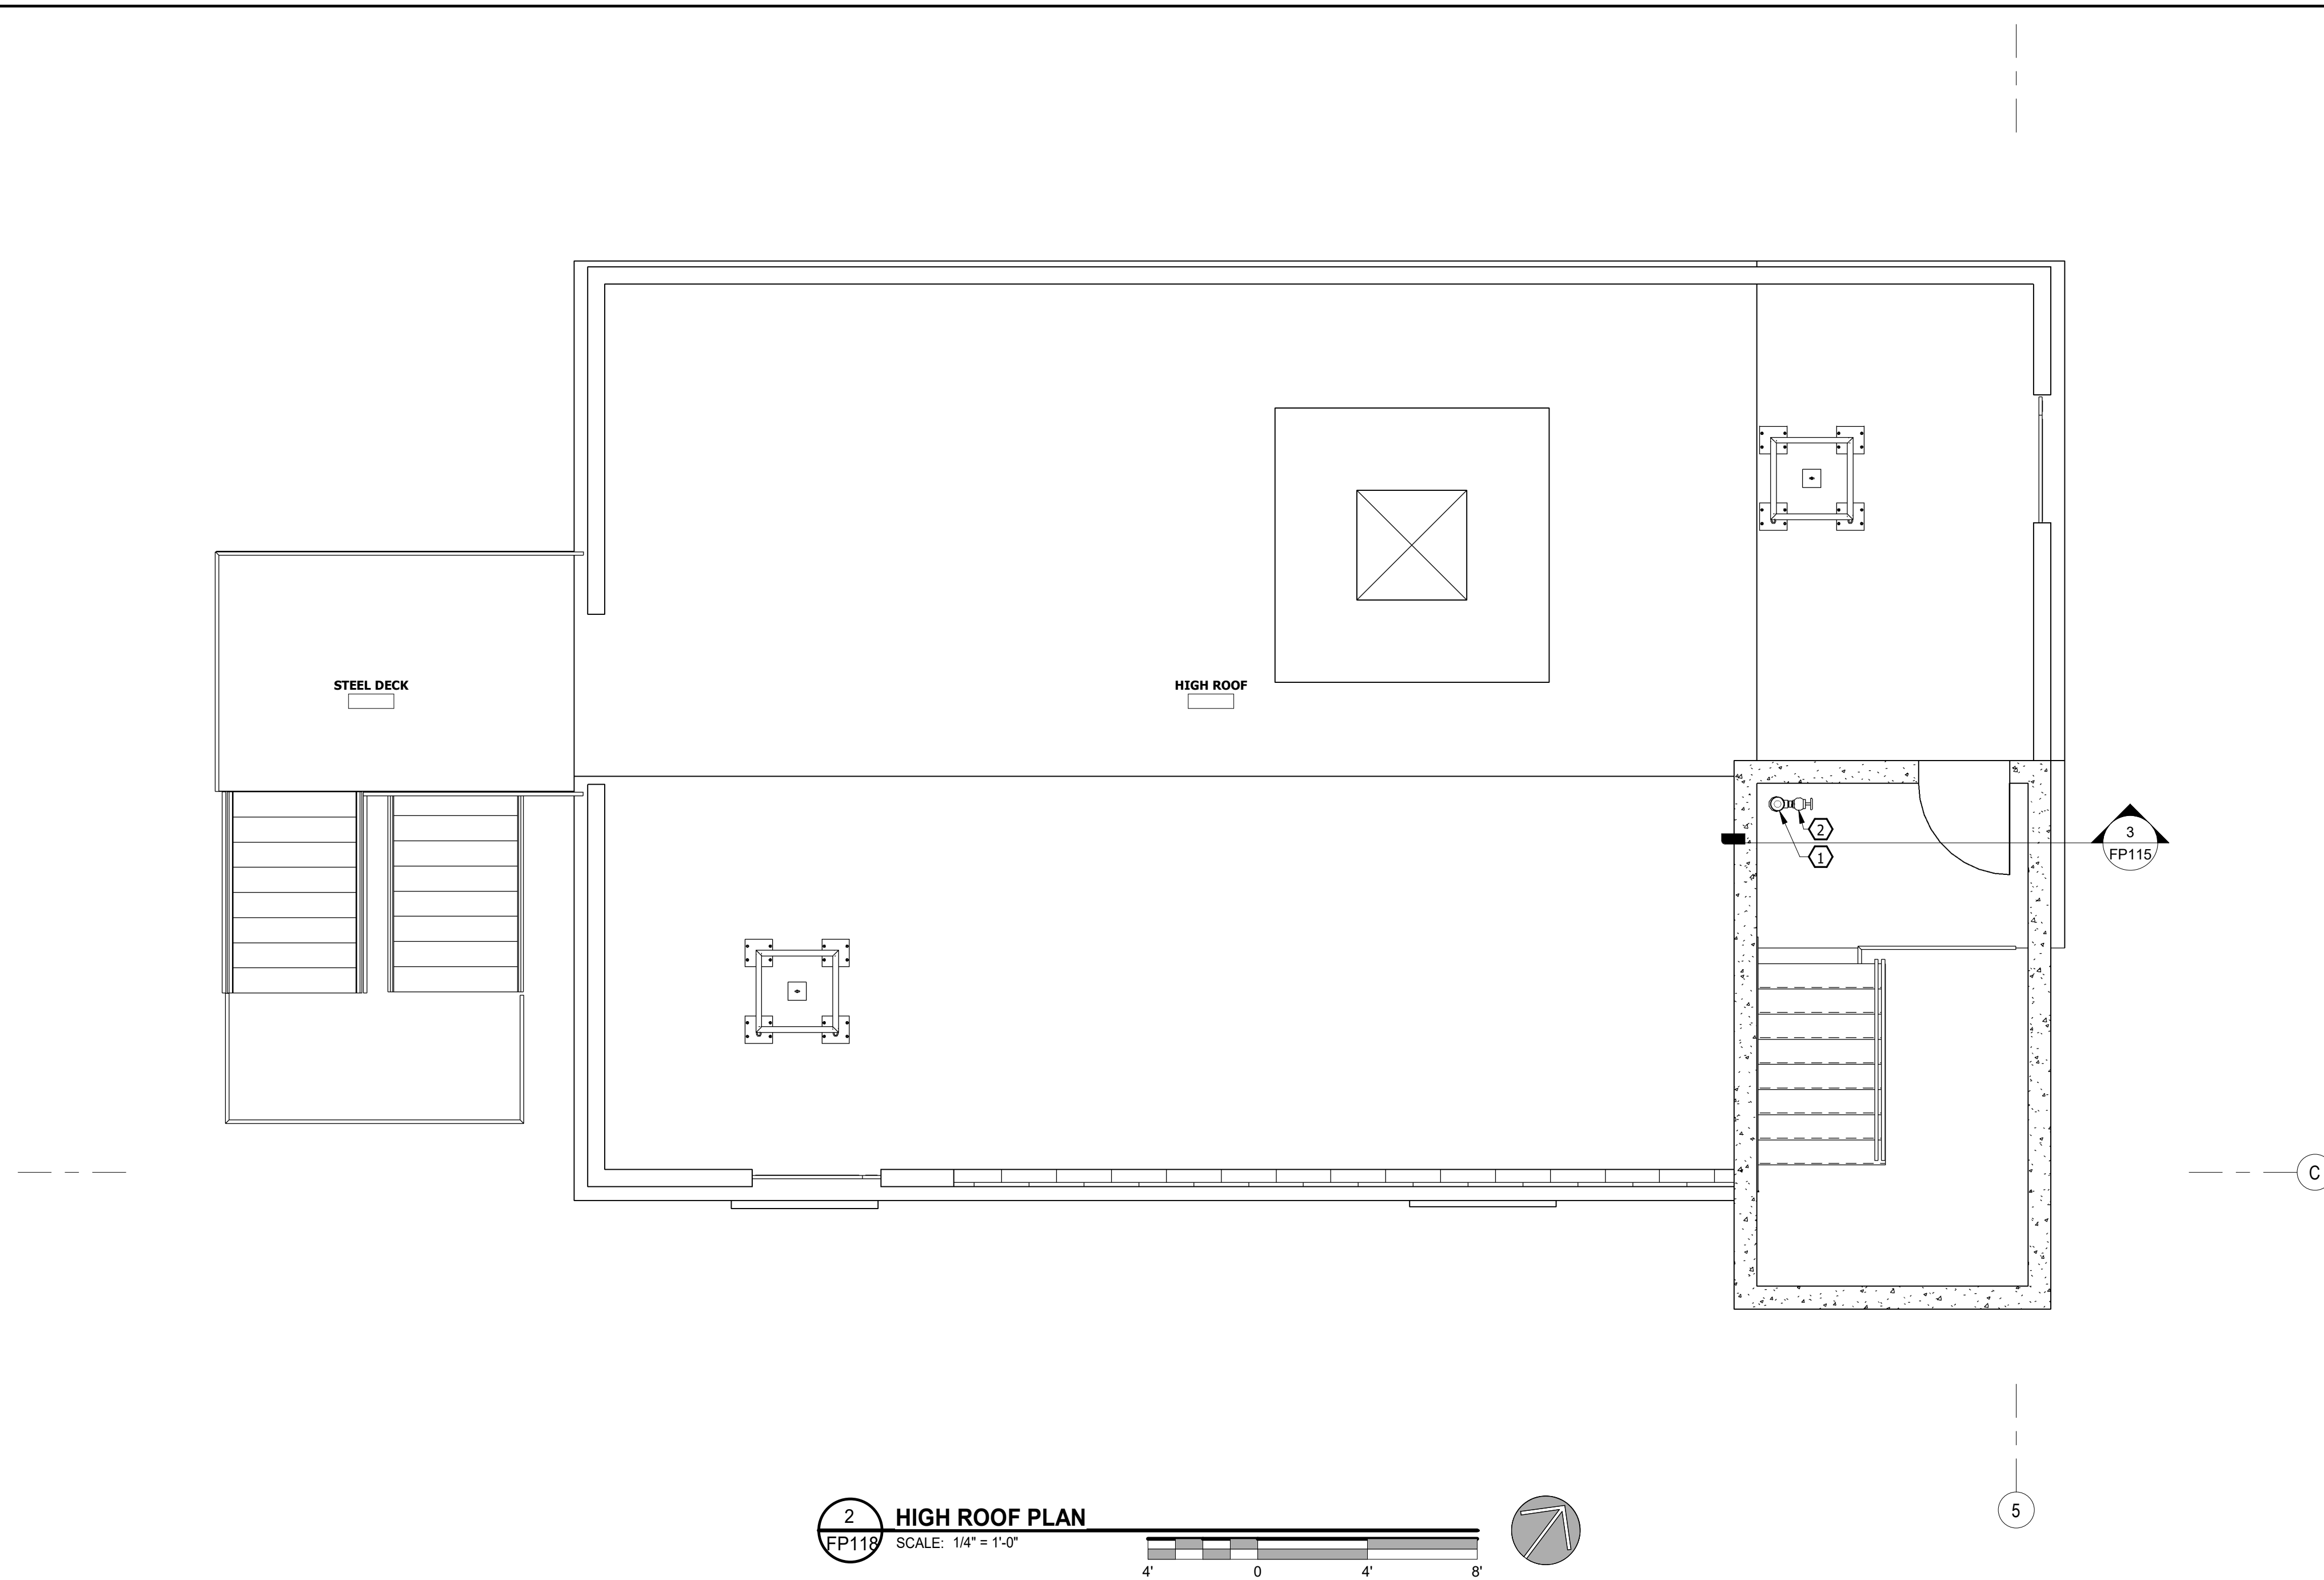 STEEL DECK
HIGH ROOF
2
1
3
FP115
C
5
2
FP118
HIGH ROOF PLAN
SCALE: 1/4" = 1'-0"
4' 0 4' 8'